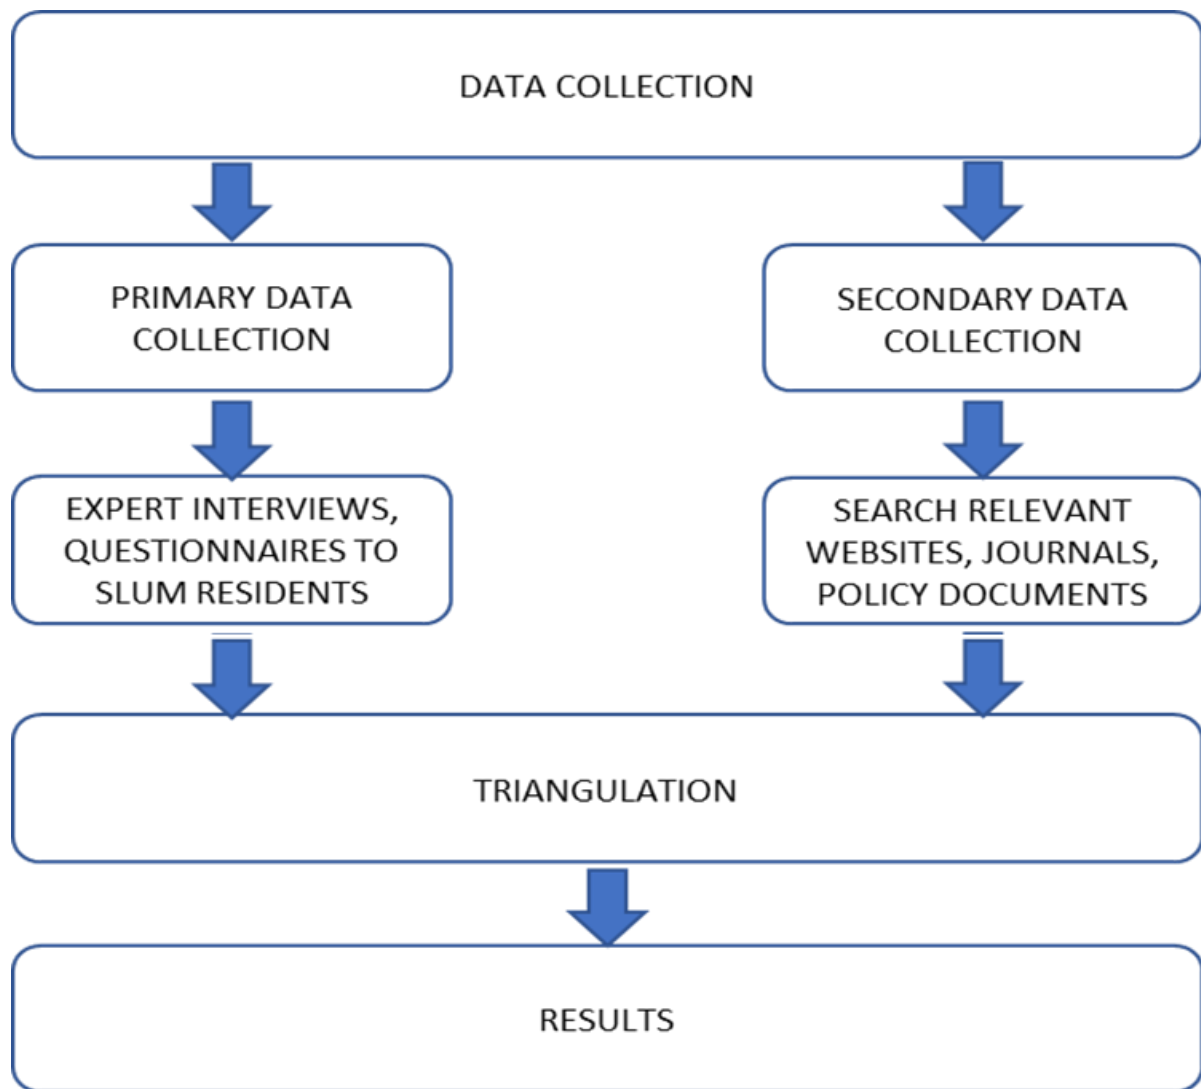 DATA COLLECTION
PRIMARY DATA
COLLECTION
SECONDARY DATA
COLLECTION
EXPERT INTERVIEWS,
QUESTIONNAIRES TO
SLUM RESIDENTS
SEARCH RELEVANT
WEBSITES, JOURNALS,
POLICY DOCUMENTS
TRIANGULATION
RESULTS